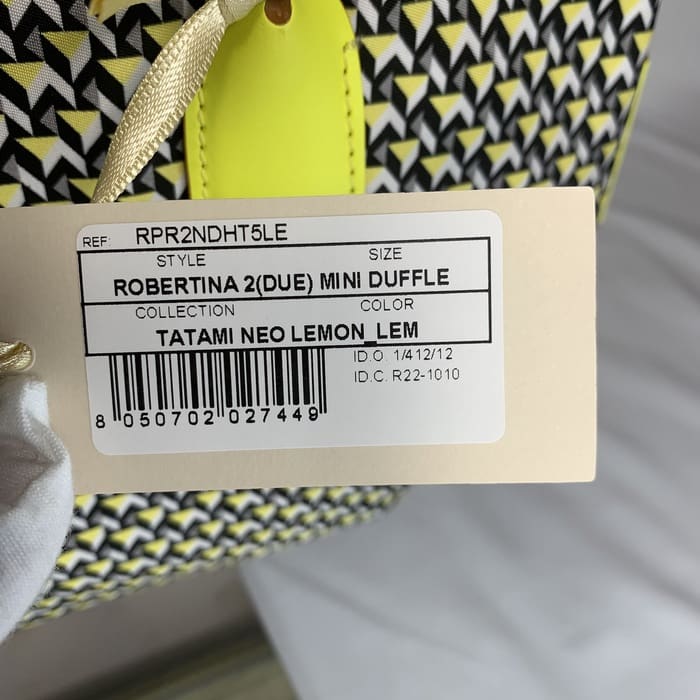 REF: RPR2NDHT5LE
STYLE SIZE
ROBERTINA 2(DUE) MINI DUFFLE
COLLECTION COLOR
TATAMI NEO LEMON_LEM
ID.O. 1/412/12
ID.C. R22-1010
8 050702 027449